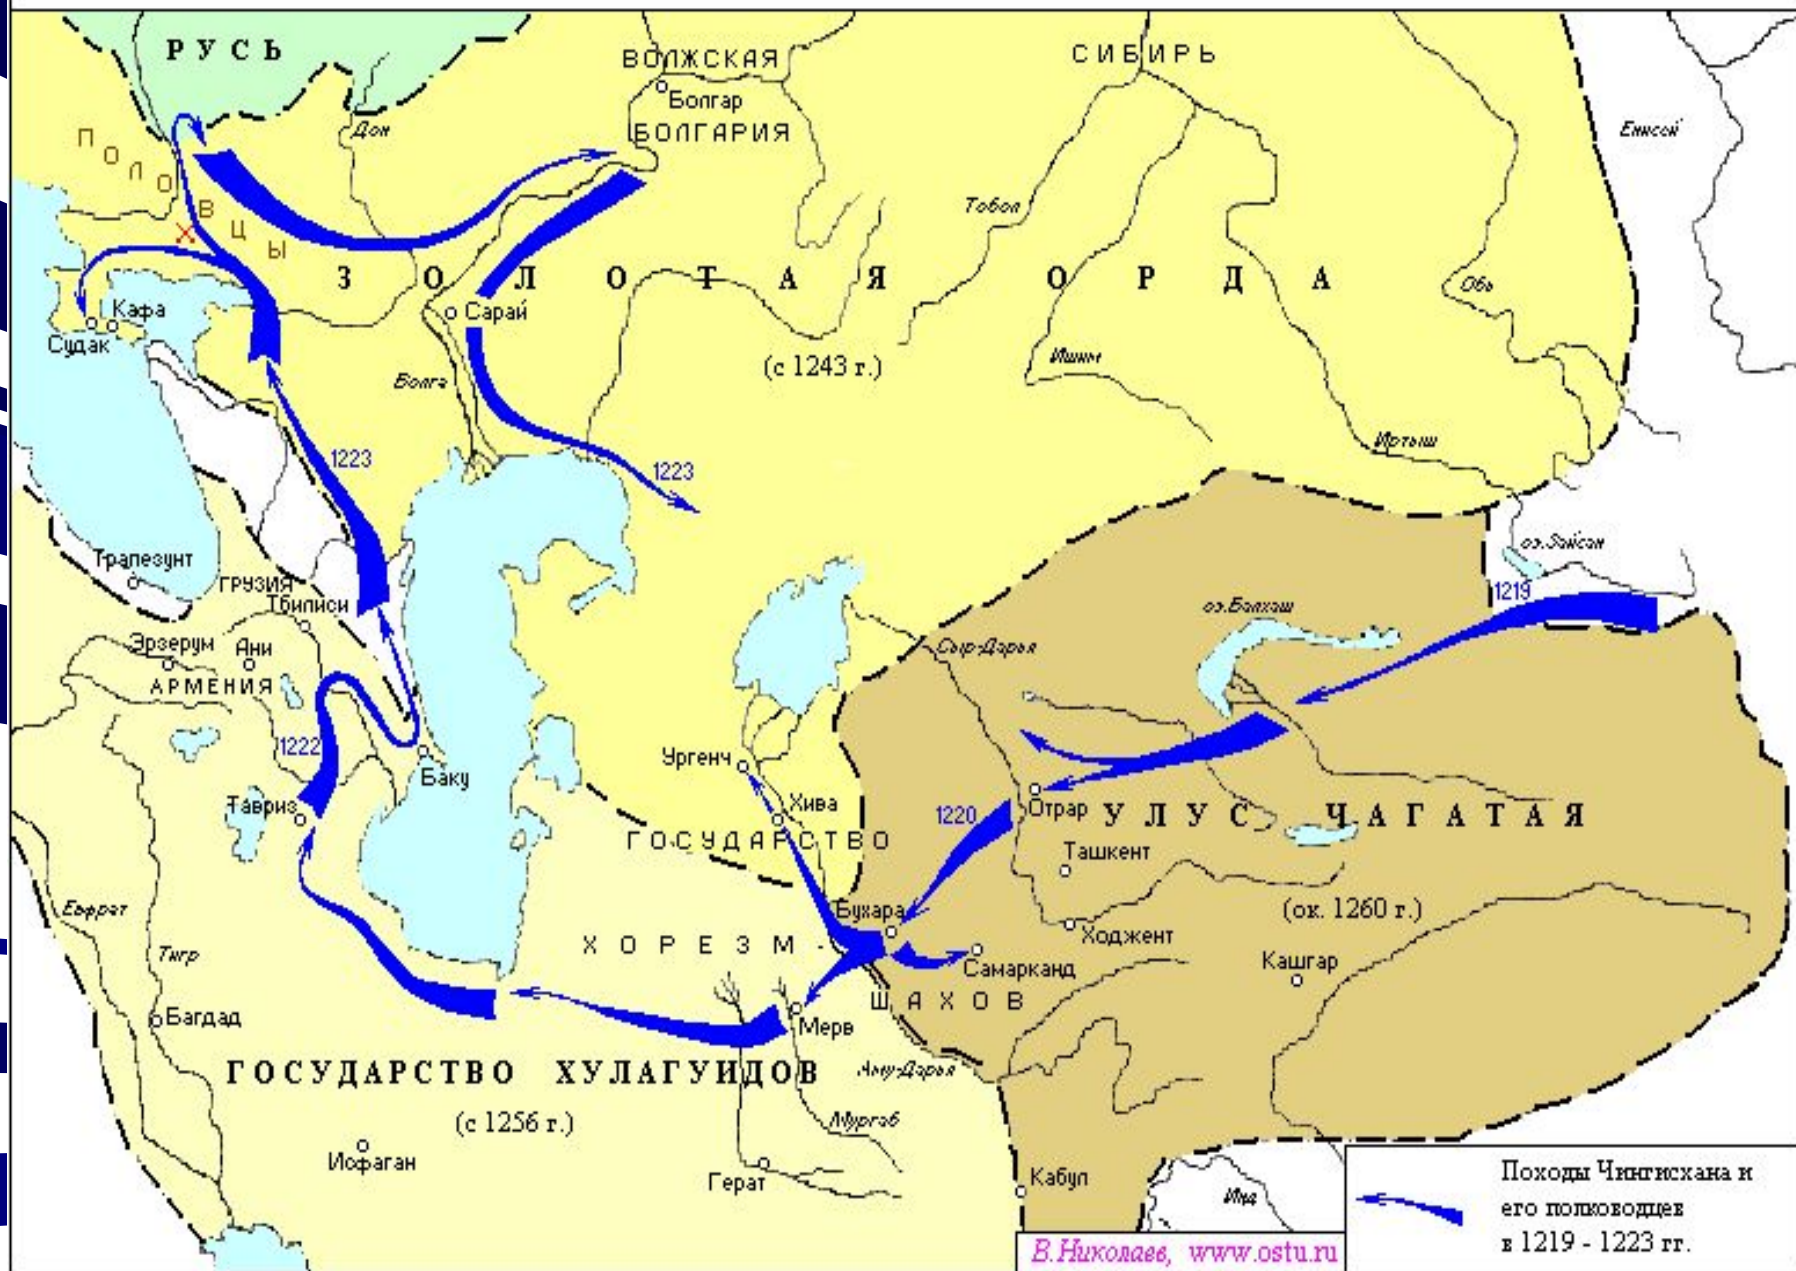 РУСЬ
ВОЛЖСКАЯ
СИБИРЬ
Болгар
БОЛГАРИЯ
Дон
Енисей
ПОЛОВЦЫ
Тобол
ЗОЛОТАЯ ОРДА
Обь
Кафа
Сарай
Судак
Ишим
(с 1243 г.)
Волга
Иртыш
1223
1223
оз.Зайсан
Трапезунт
ГРУЗИЯ
Тбилиси
1219
оз.Балхаш
Эрзерум
Ани
Сыр-Дарья
АРМЕНИЯ
1222
Ургенч
Баку
Тавриз
Хива
1220
Отрар
УЛУС ЧАГАТАЯ
ГОСУДАРСТВО
Ташкент
Евфрат
Бухара
(ок. 1260 г.)
Ходжент
Тигр
ХОРЕЗМ-
Самарканд
Кашгар
ШАХОВ
Багдад
Мерв
ГОСУДАРСТВО ХУЛАГУИДОВ
Аму-Дарья
(с 1256 г.)
Мургаб
Исфаган
Герат
Кабул
Инд
Походы Чингисхана и
его полководцев
в 1219 - 1223 гг.
В.Николаев, www.ostu.ru